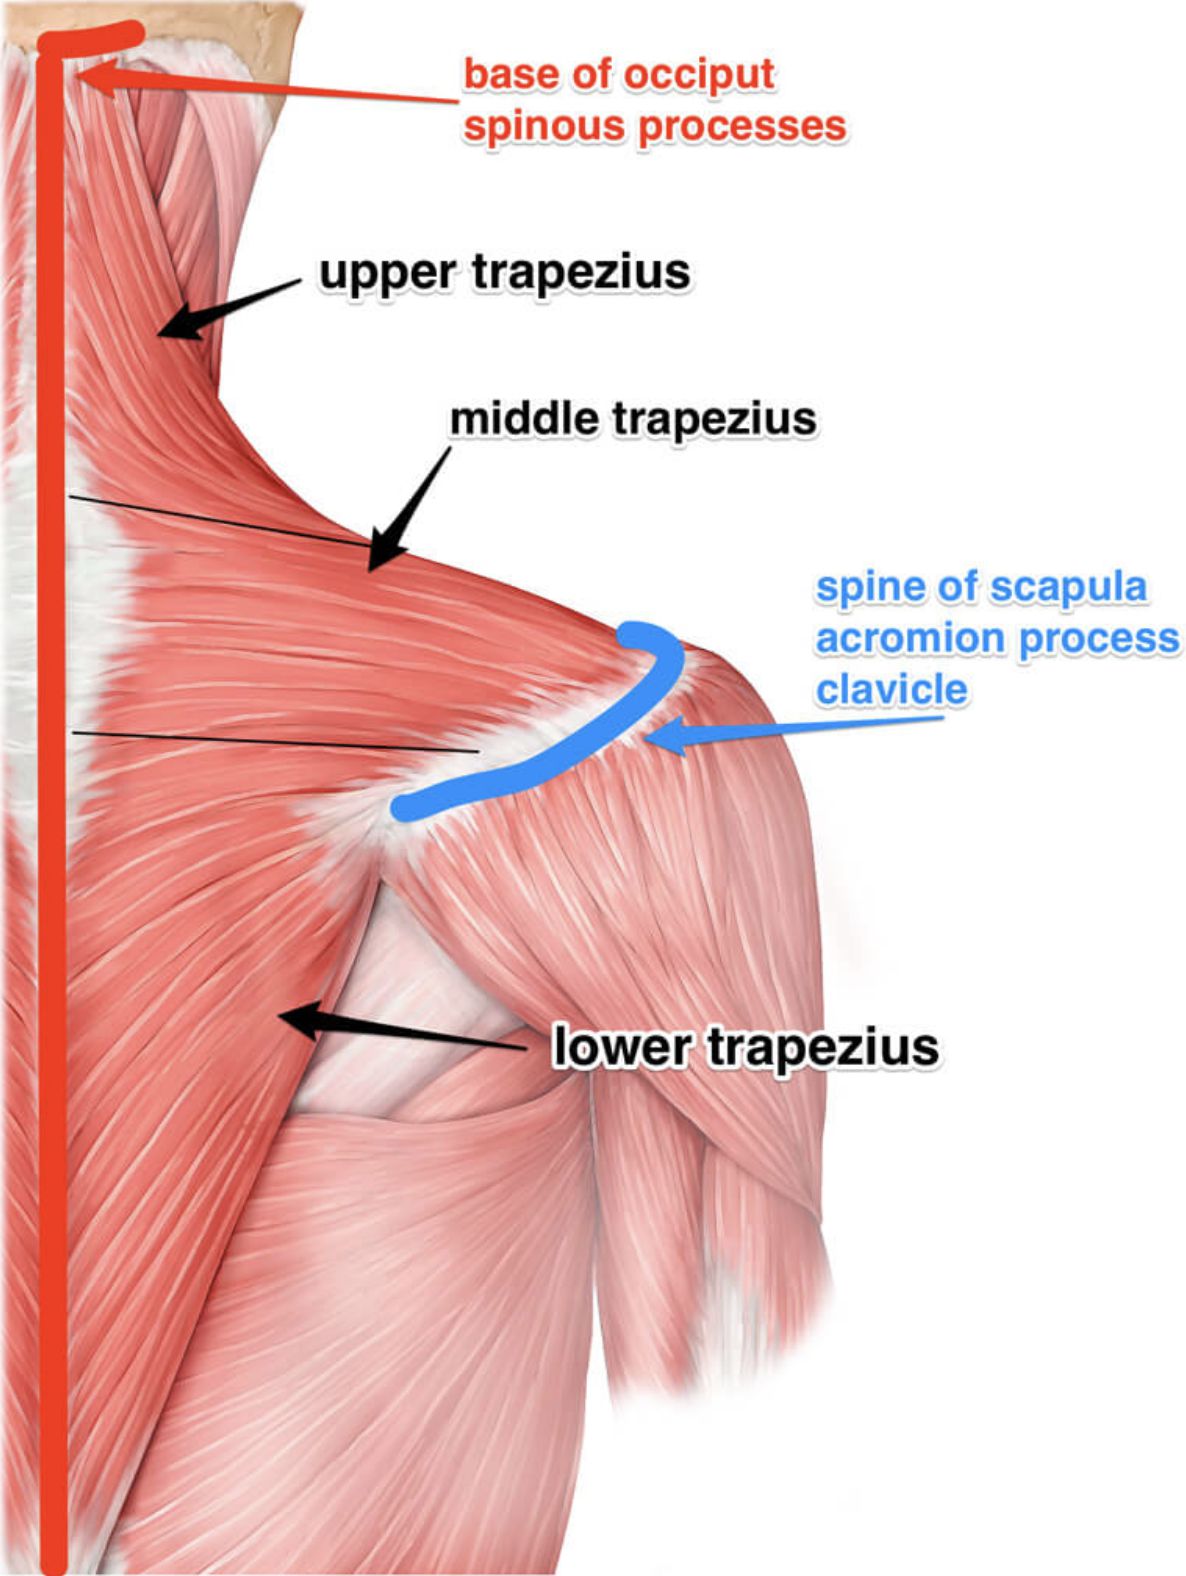 base of occiput
spinous processes
upper trapezius
middle trapezius
spine of scapula
acromion process
clavicle
lower trapezius